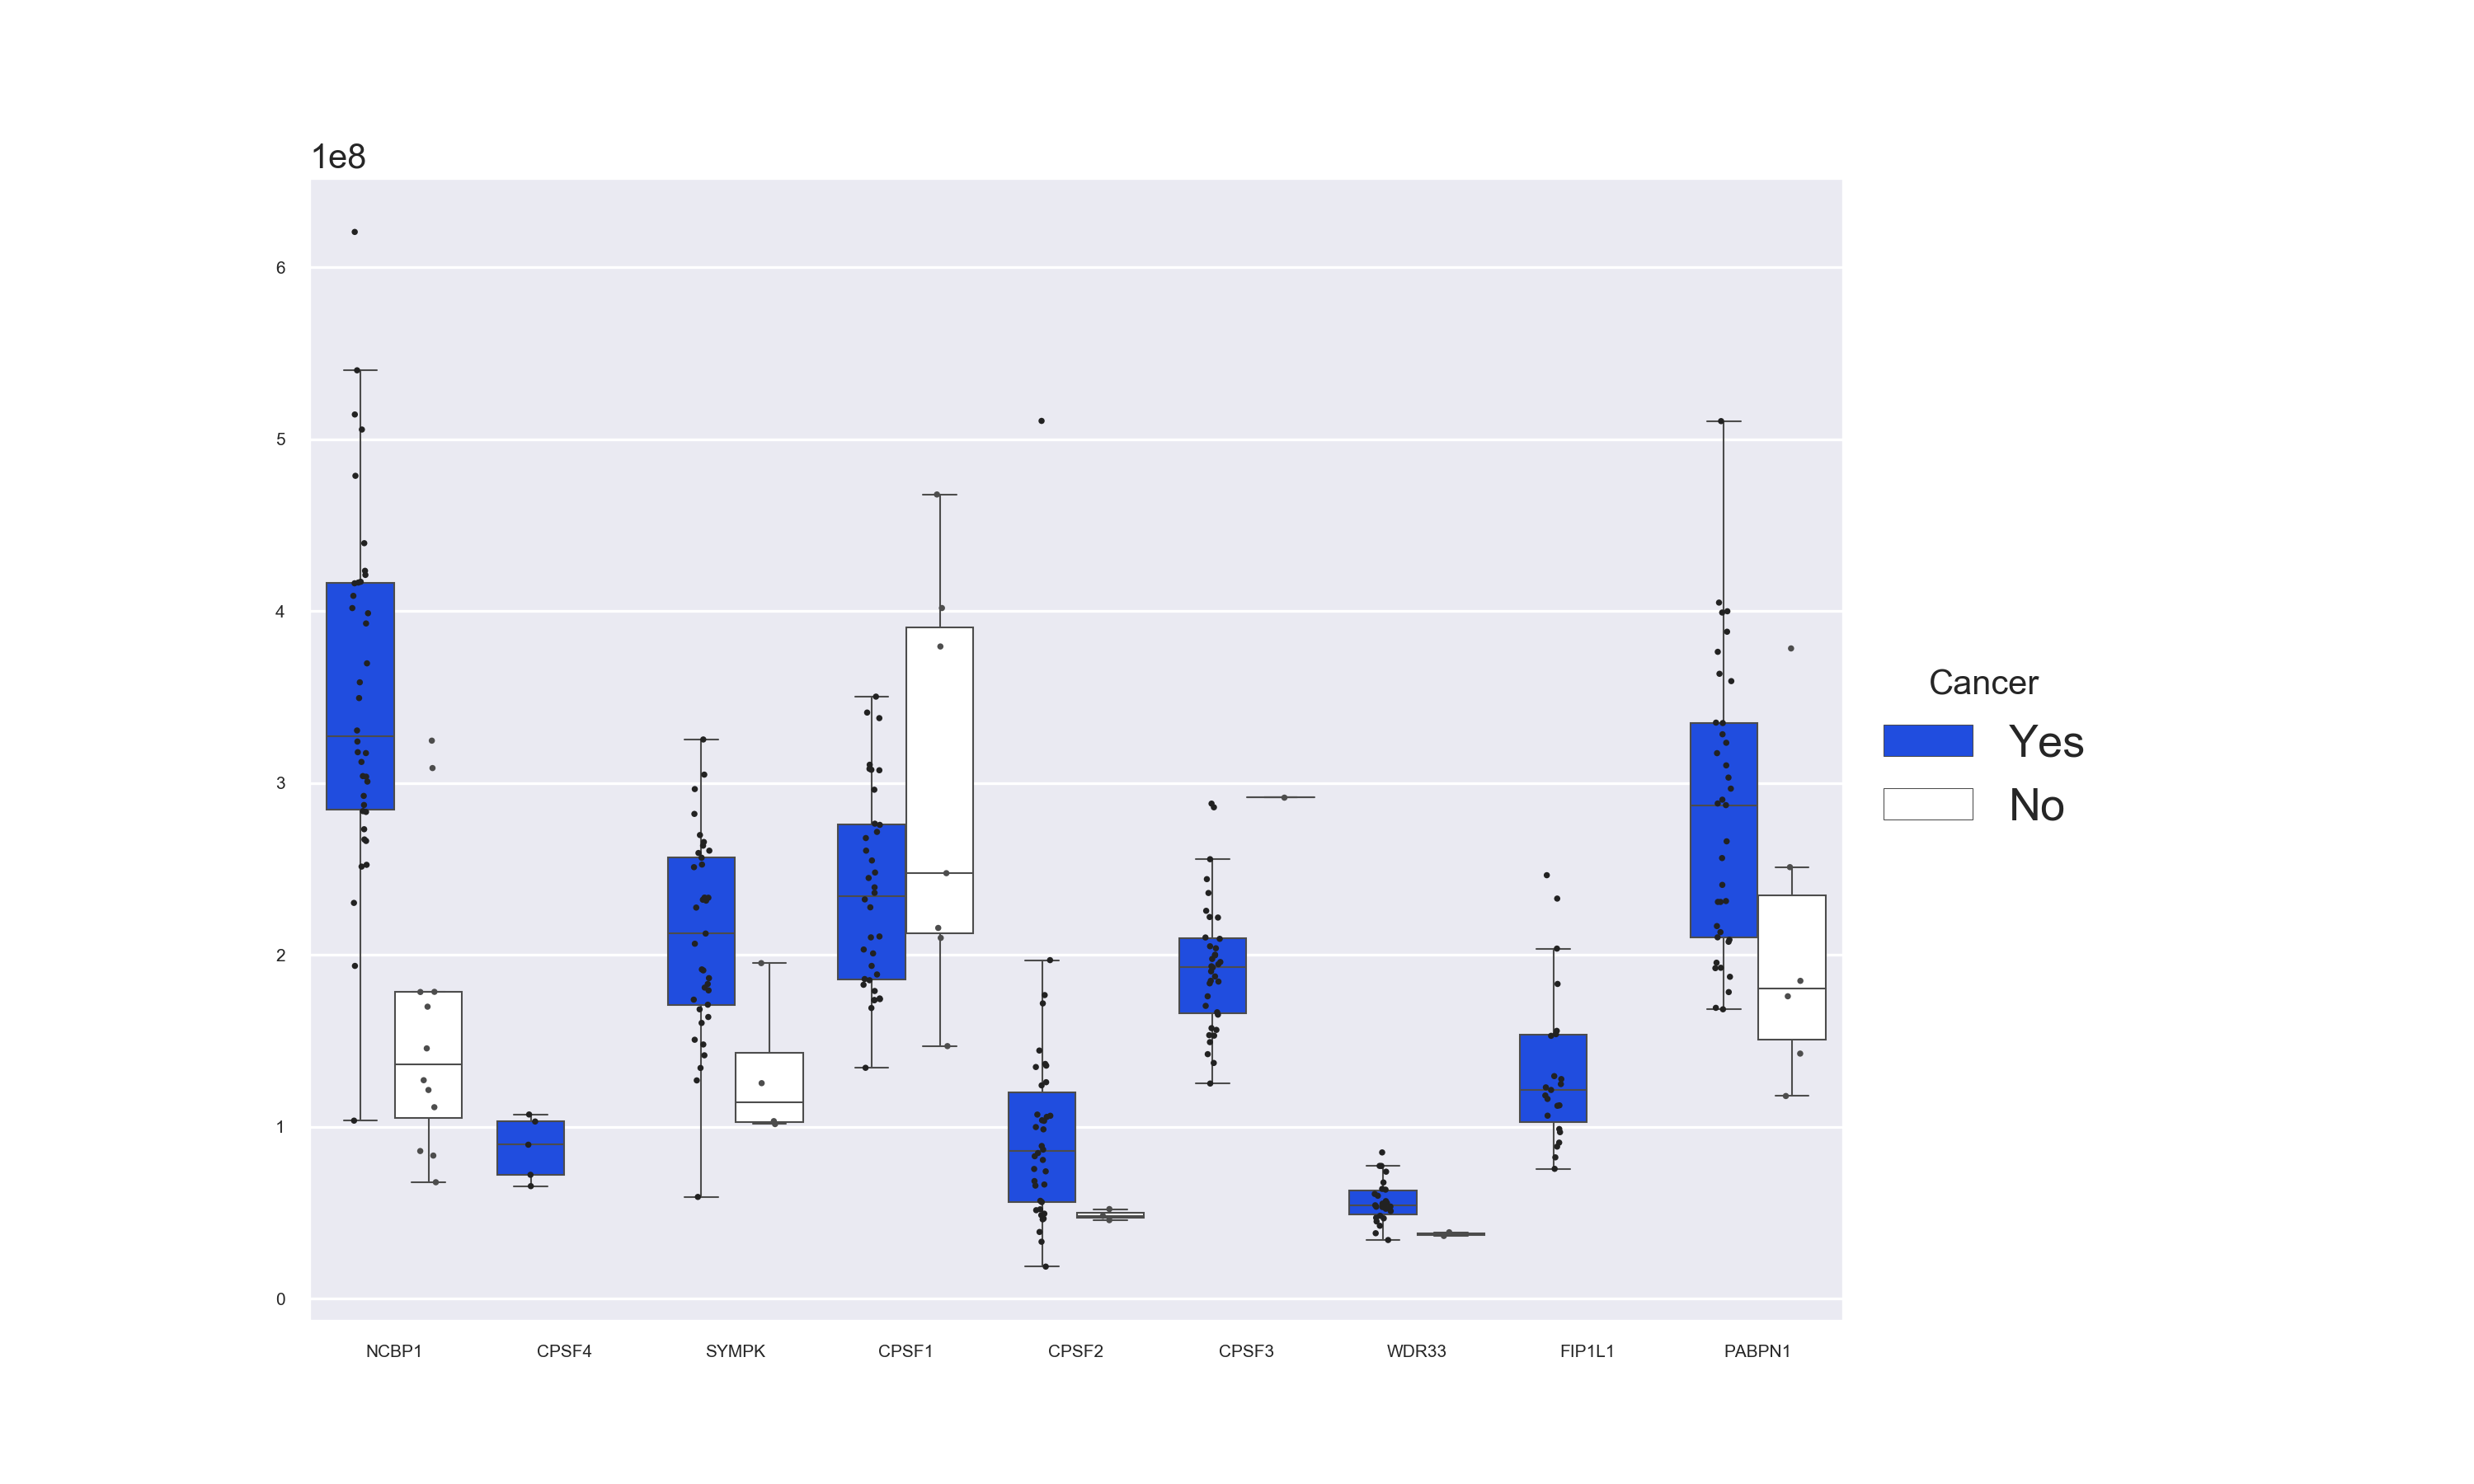 1e8
6
5
4
3
2
1
0
NCBP1 CPSF4 SYMPK CPSF1 CPSF2 CPSF3 WDR33 FIP1L1 PABPN1
Cancer
Yes
No